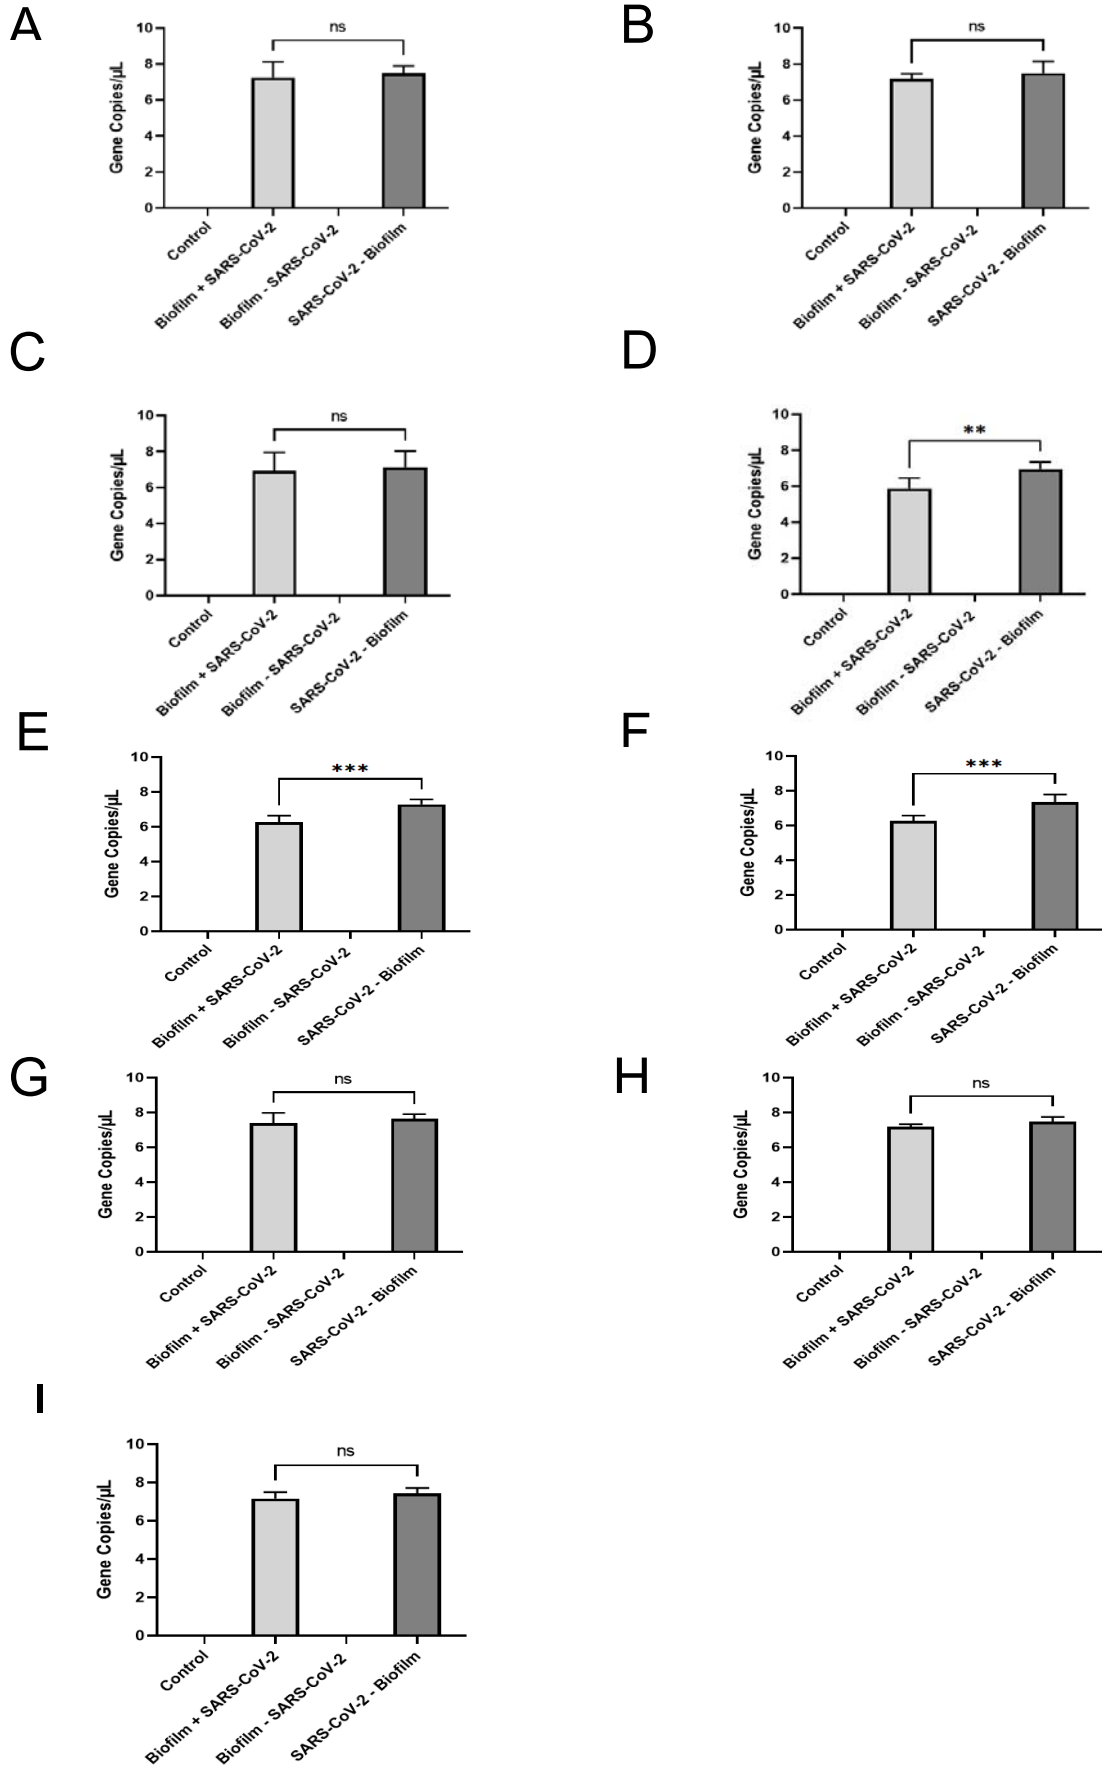 A
ns
10
8
6
4
2
0
Gene Copies/µL
Control
Biofilm + SARS-CoV-2
Biofilm - SARS-CoV-2
SARS-CoV-2 - Biofilm
B
ns
10
8
6
4
2
0
Gene Copies/µL
Control
Biofilm + SARS-CoV-2
Biofilm - SARS-CoV-2
SARS-CoV-2 - Biofilm
C
ns
10
8
6
4
2
0
Gene Copies/µL
Control
Biofilm + SARS-CoV-2
Biofilm - SARS-CoV-2
SARS-CoV-2 - Biofilm
D
**
10
8
6
4
2
0
Gene Copies/µL
Control
Biofilm + SARS-CoV-2
Biofilm - SARS-CoV-2
SARS-CoV-2 - Biofilm
E
***
10
8
6
4
2
0
Gene Copies/µL
Control
Biofilm + SARS-CoV-2
Biofilm - SARS-CoV-2
SARS-CoV-2 - Biofilm
F
***
10
8
6
4
2
0
Gene Copies/µL
Control
Biofilm + SARS-CoV-2
Biofilm - SARS-CoV-2
SARS-CoV-2 - Biofilm
G
ns
10
8
6
4
2
0
Gene Copies/µL
Control
Biofilm + SARS-CoV-2
Biofilm - SARS-CoV-2
SARS-CoV-2 - Biofilm
H
ns
10
8
6
4
2
0
Gene Copies/µL
Control
Biofilm + SARS-CoV-2
Biofilm - SARS-CoV-2
SARS-CoV-2 - Biofilm
I
ns
10
8
6
4
2
0
Gene Copies/µL
Control
Biofilm + SARS-CoV-2
Biofilm - SARS-CoV-2
SARS-CoV-2 - Biofilm